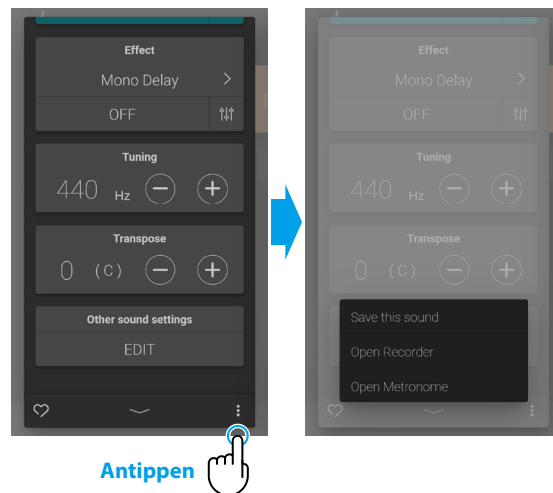 Effect
Mono Delay
OFF
Tuning
440 Hz
Transpose
0 (C)
Other sound settings
EDIT
Antippen
Effect
Mono Delay
OFF
Tuning
440 Hz
Transpose
0 (C)
Save this sound
Open Recorder
Open Metronome